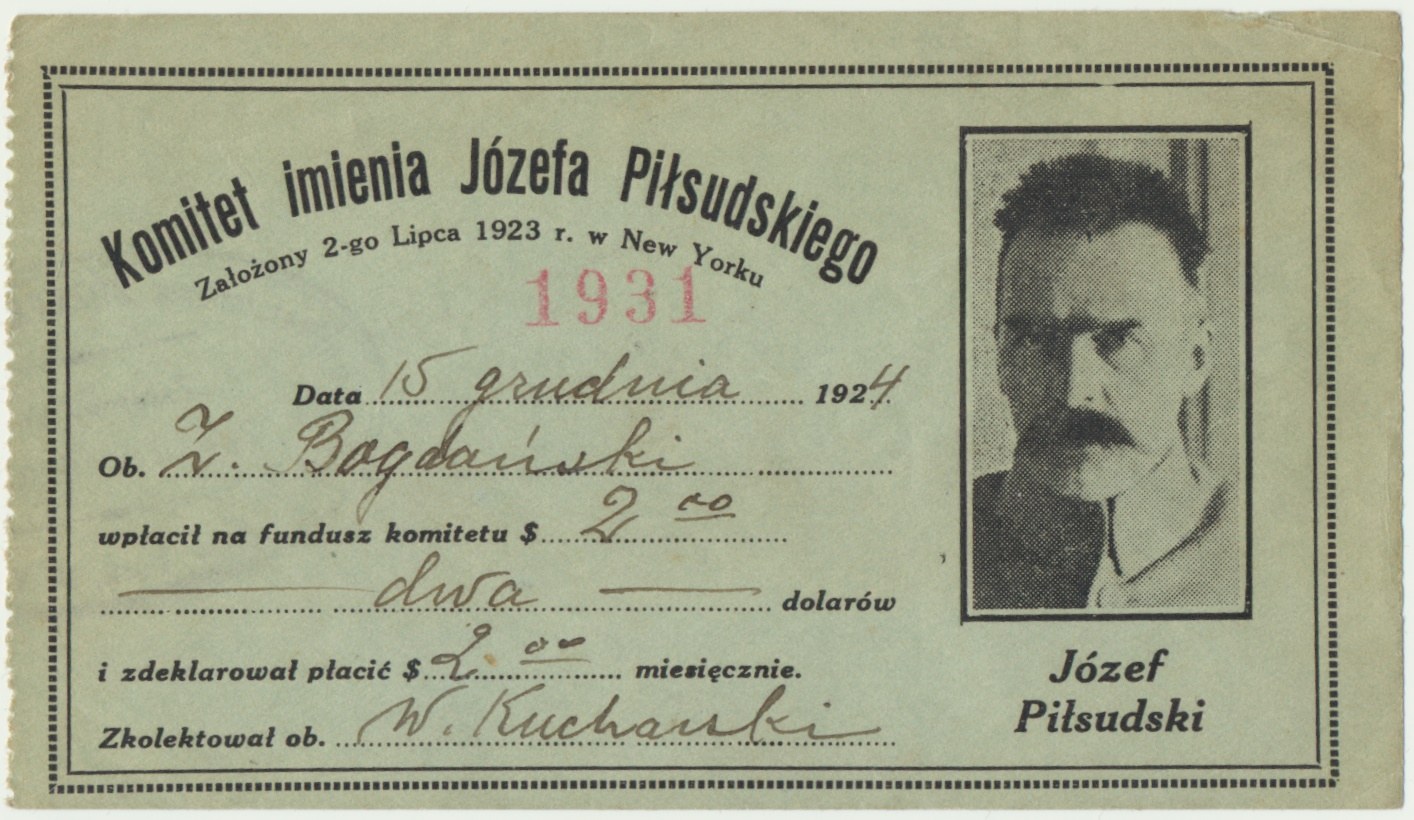 Komitet imienia Józefa Piłsudskiego
Założony 2-go Lipca 1923 r. w New Yorku
1931
Data 15 grudnia 1924
Ob. Z. Bogdański
wpłacił na fundusz komitetu $ 2 00
dwa dolarów
i zdeklarował płacić $ 2. 00 miesięcznie.
Zkolektował ob. W. Kucharski
Józef
Piłsudski